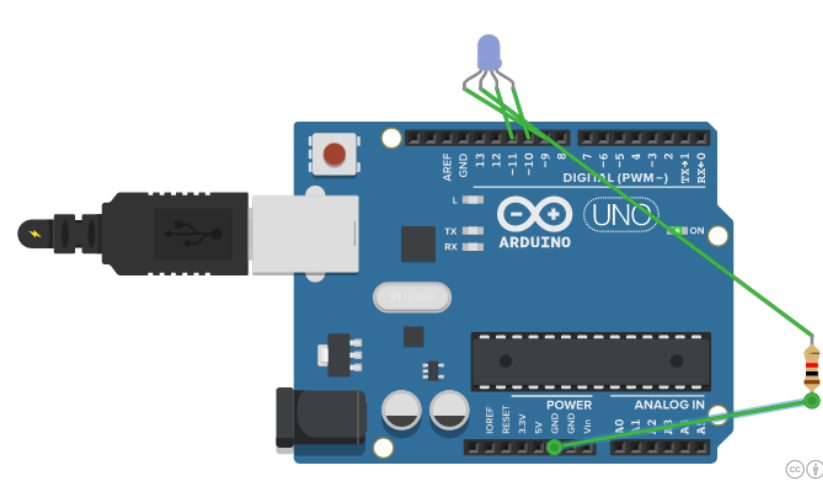 AREF
GND
13
12
~11
~10
~9
8
7
~6
~5
4
~3
2
TX→1
RX←0
DIGITAL (PWM~)
L
TX
RX
UNO
ON
ARDUINO
POWER
ANALOG IN
IOREF
RESET
3.3V
5V
GND
GND
Vin
A0
A1
A2
A3
cc